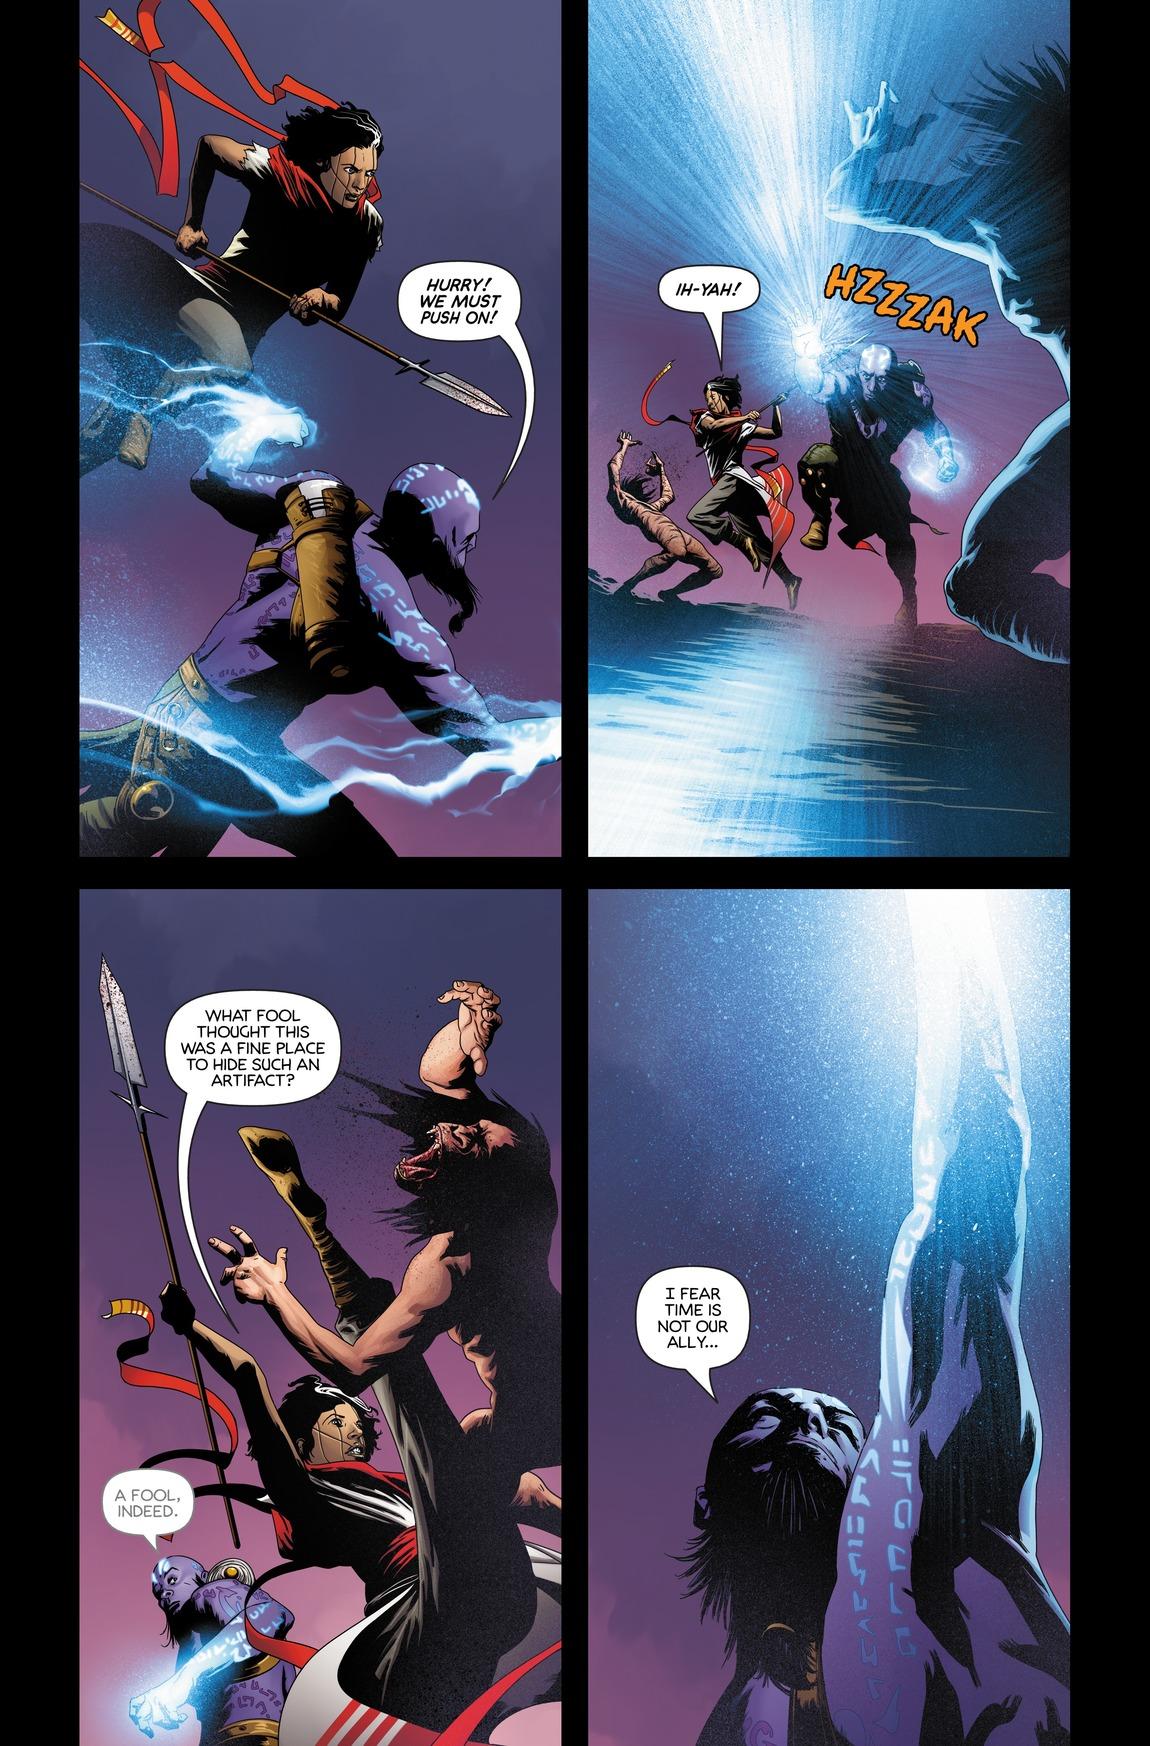 HURRY!
WE MUST
PUSH ON!
IH-YAH!
HZZZAK
WHAT FOOL
THOUGHT THIS
WAS A FINE PLACE
TO HIDE SUCH AN
ARTIFACT?
A FOOL,
INDEED.
I FEAR
TIME IS
NOT OUR
ALLY...